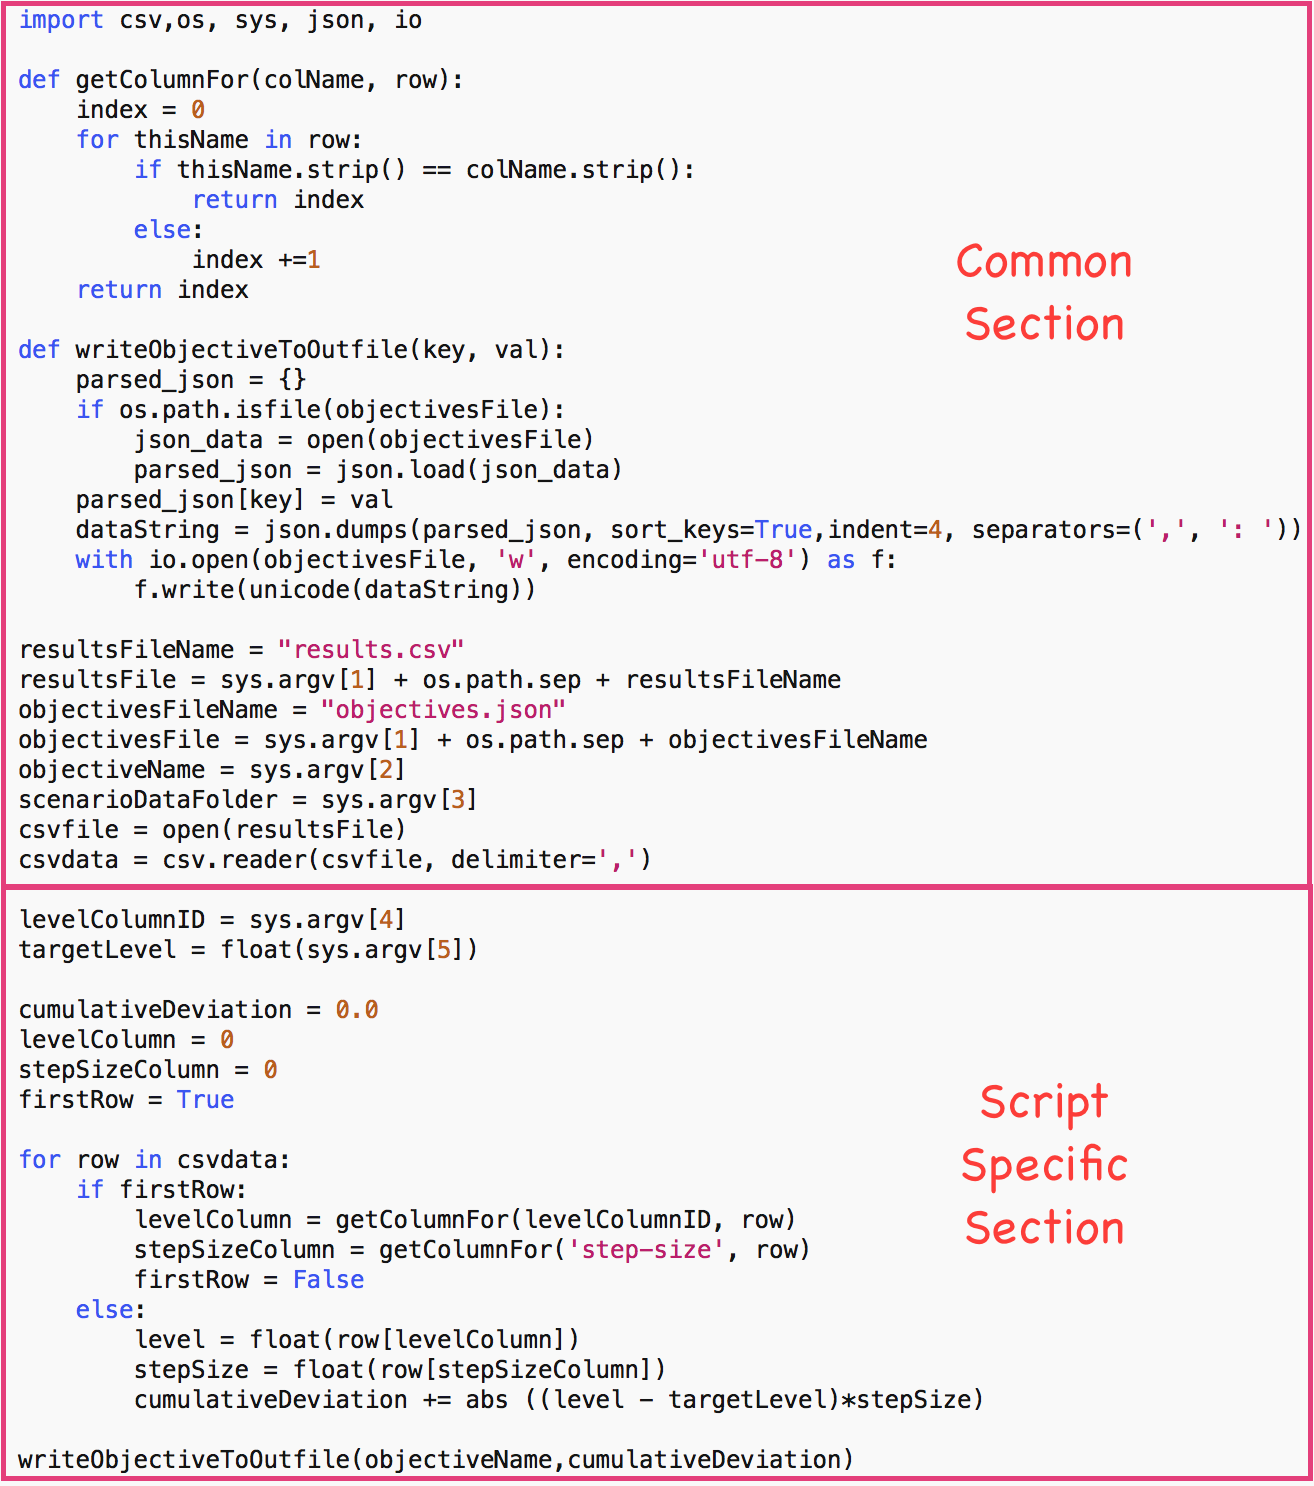 import csv,os, sys, json, io
def getColumnFor(colName, row):
    index = 0
    for thisName in row:
        if thisName.strip() == colName.strip():
            return index
        else:
            index +=1
    return index
Common
Section
def writeObjectiveToOutfile(key, val):
    parsed_json = {}
    if os.path.isfile(objectivesFile):
        json_data = open(objectivesFile)
        parsed_json = json.load(json_data)
    parsed_json[key] = val
    dataString = json.dumps(parsed_json, sort_keys=True,indent=4, separators=(',', ': '))
    with io.open(objectivesFile, 'w', encoding='utf-8') as f:
        f.write(unicode(dataString))
resultsFileName = "results.csv"
resultsFile = sys.argv[1] + os.path.sep + resultsFileName
objectivesFileName = "objectives.json"
objectivesFile = sys.argv[1] + os.path.sep + objectivesFileName
objectiveName = sys.argv[2]
scenarioDataFolder = sys.argv[3]
csvfile = open(resultsFile)
csvdata = csv.reader(csvfile, delimiter=',')
levelColumnID = sys.argv[4]
targetLevel = float(sys.argv[5])
cumulativeDeviation = 0.0
levelColumn = 0
stepSizeColumn = 0
firstRow = True
for row in csvdata:
    if firstRow:
        levelColumn = getColumnFor(levelColumnID, row)
        stepSizeColumn = getColumnFor('step-size', row)
        firstRow = False
    else:
        level = float(row[levelColumn])
        stepSize = float(row[stepSizeColumn])
        cumulativeDeviation += abs ((level - targetLevel)*stepSize)
writeObjectiveToOutfile(objectiveName,cumulativeDeviation)
Script
Specific
Section